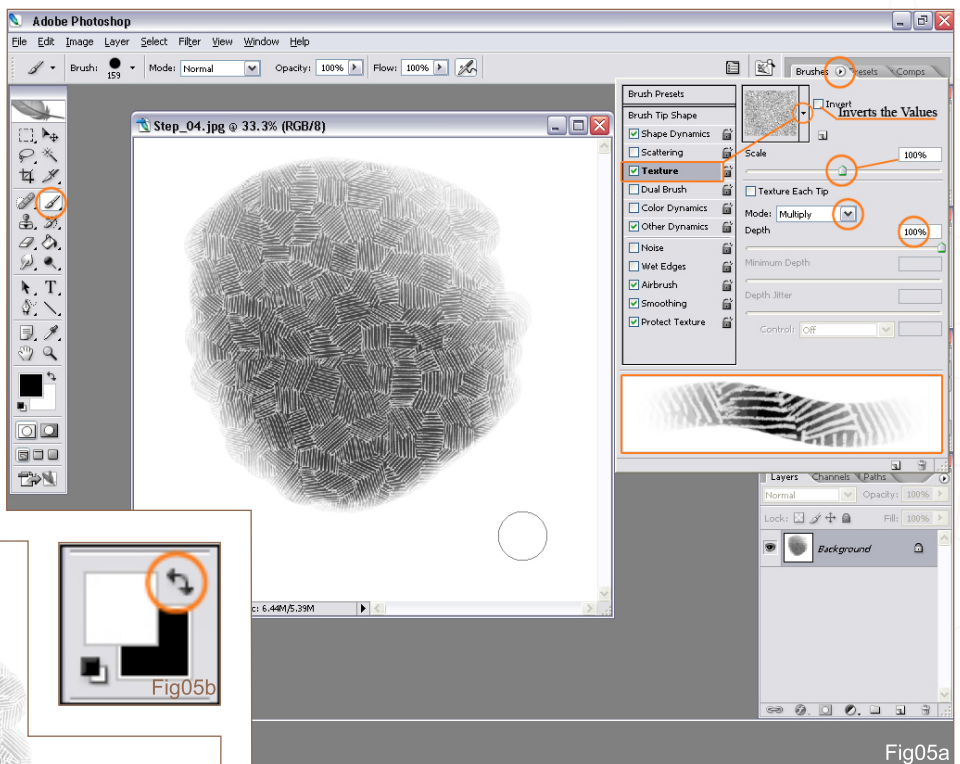 Adobe Photoshop
File Edit Image Layer Select Filter View Window Help
Brush: 159 Mode: Normal Opacity: 100% Flow: 100%
Brushes resets Comps
Brush Presets
Brush Tip Shape
Shape Dynamics
Scattering
Texture
Dual Brush
Color Dynamics
Other Dynamics
Noise
Wet Edges
Airbrush
Smoothing
Protect Texture
Invert
Inverts the Values
Scale 100%
Texture Each Tip
Mode: Multiply
Depth 100%
Minimum Depth
Depth Jitter
Control: Off
Step_04.jpg @ 33.3% (RGB/8)
T
c: 6.44M/5.39M
Layers Channels Paths
Normal Opacity: 100%
Lock: Fill: 100%
Background
Fig05b
Fig05a